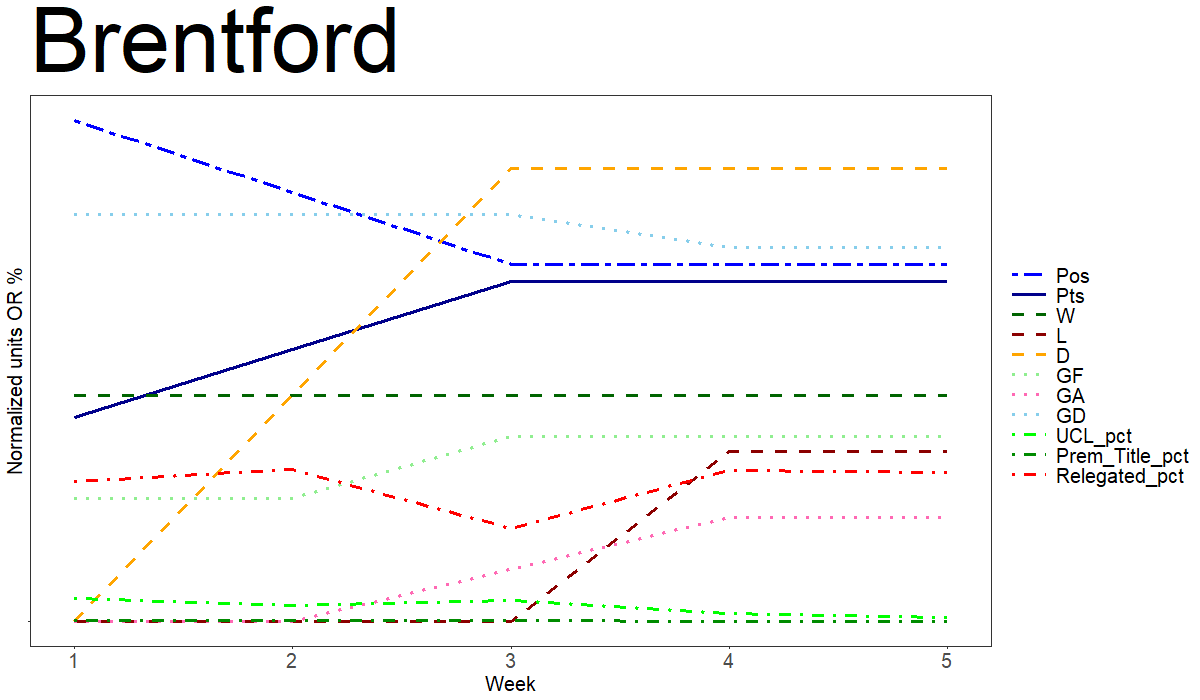 Brentford
Normalized units OR %
Pos
Pts
W
L
D
GF
GA
GD
UCL_pct
Prem_Title_pct
Relegated_pct
1 2 3 4 5
Week